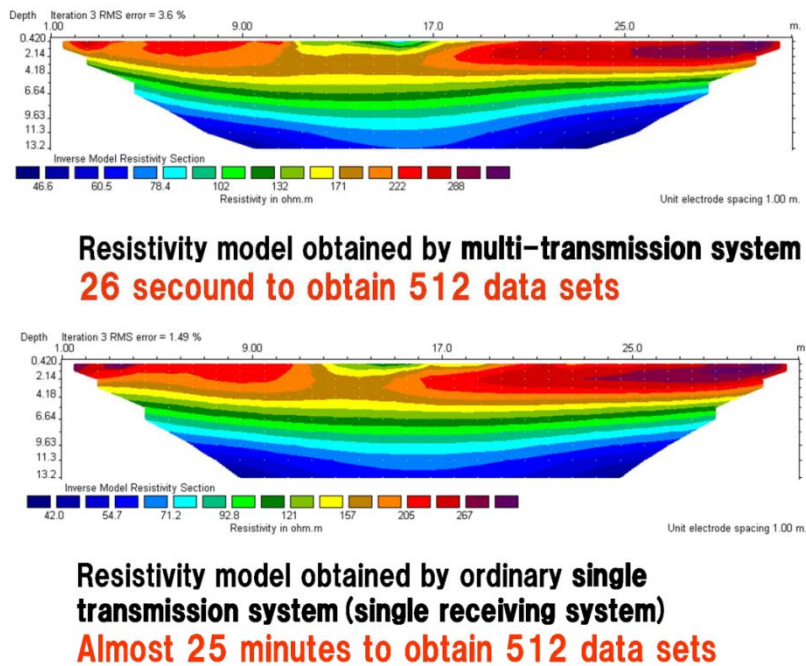 Depth Iteration 3 RMS error = 3.6 %
1.00 9.00 17.0 25.0 m.
0.420
2.14
4.18
6.64
9.63
11.3
13.2
Inverse Model Resistivity Section
46.6 60.5 78.4 102 132 171 222 288
Resistivity in ohm.m Unit electrode spacing 1.00 m.
Resistivity model obtained by multi-transmission system
26 secound to obtain 512 data sets
Depth Iteration 3 RMS error = 1.49 %
1.00 9.00 17.0 25.0 m.
0.420
2.14
4.18
6.64
9.63
11.3
13.2
Inverse Model Resistivity Section
42.0 54.7 71.2 92.8 121 157 205 267
Resistivity in ohm.m Unit electrode spacing 1.00 m.
Resistivity model obtained by ordinary single
transmission system (single receiving system)
Almost 25 minutes to obtain 512 data sets